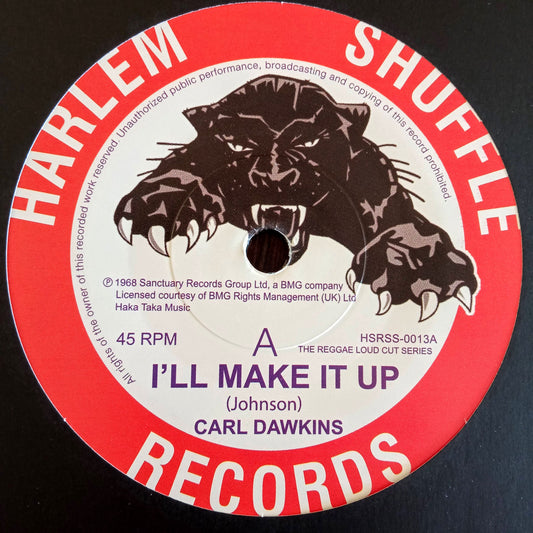 HARLEM SHUFFLE
All rights of the owner of this recorded work reserved. Unauthorized public performance, broadcasting and copying of this record prohibited.
℗ 1968 Sanctuary Records Group Ltd, a BMG company
Licensed courtesy of BMG Rights Management (UK) Ltd
Haka Taka Music
45 RPM
A
HSRSS-0013A
THE REGGAE LOUD CUT SERIES
I'LL MAKE IT UP
(Johnson)
CARL DAWKINS
RECORDS